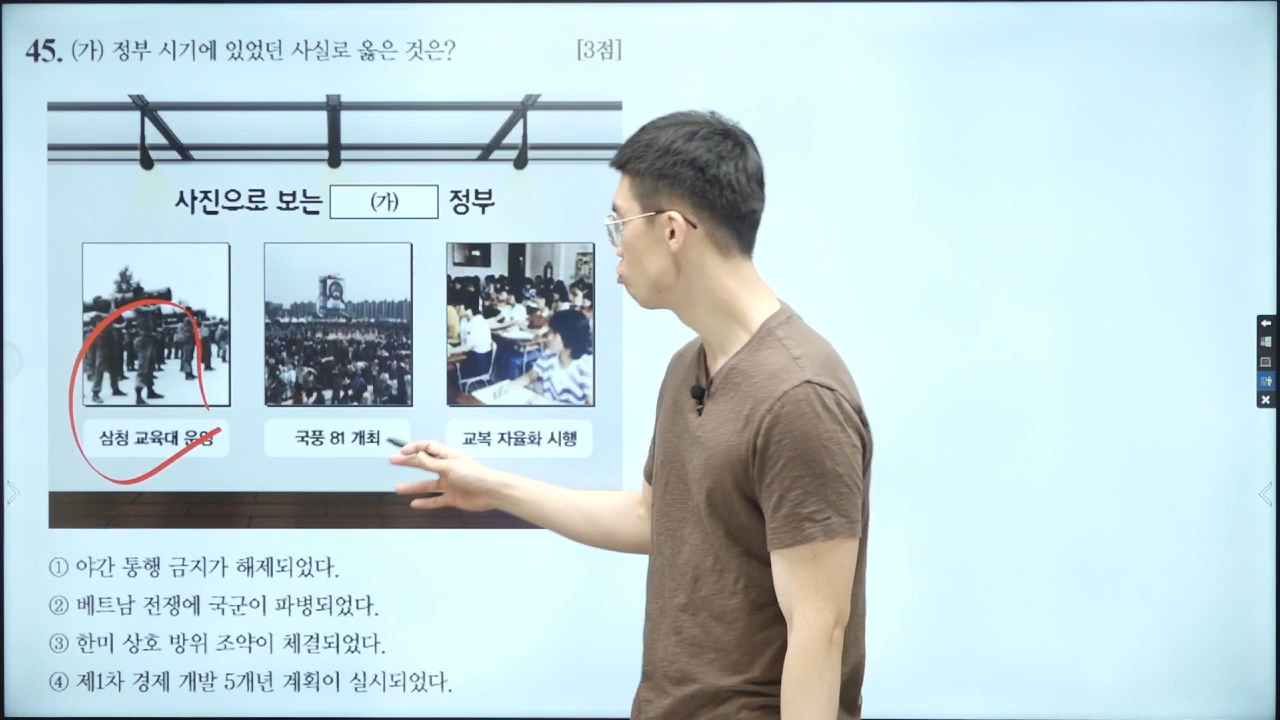 45. (가) 정부 시기에 있었던 사실로 옳은 것은? [3점]
사진으로 보는 (가) 정부
삼청 교육대 운영
국풍 81 개최
교복 자율화 시행
① 야간 통행 금지가 해제되었다.
② 베트남 전쟁에 국군이 파병되었다.
③ 한미 상호 방위 조약이 체결되었다.
④ 제1차 경제 개발 5개년 계획이 실시되었다.